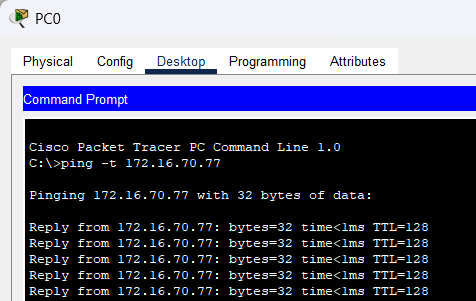 PC0
Physical Config Desktop Programming Attributes
Command Prompt
Cisco Packet Tracer PC Command Line 1.0
C:\>ping -t 172.16.70.77
Pinging 172.16.70.77 with 32 bytes of data:
Reply from 172.16.70.77: bytes=32 time<1ms TTL=128
Reply from 172.16.70.77: bytes=32 time<1ms TTL=128
Reply from 172.16.70.77: bytes=32 time<1ms TTL=128
Reply from 172.16.70.77: bytes=32 time<1ms TTL=128
Reply from 172.16.70.77: bytes=32 time<1ms TTL=128